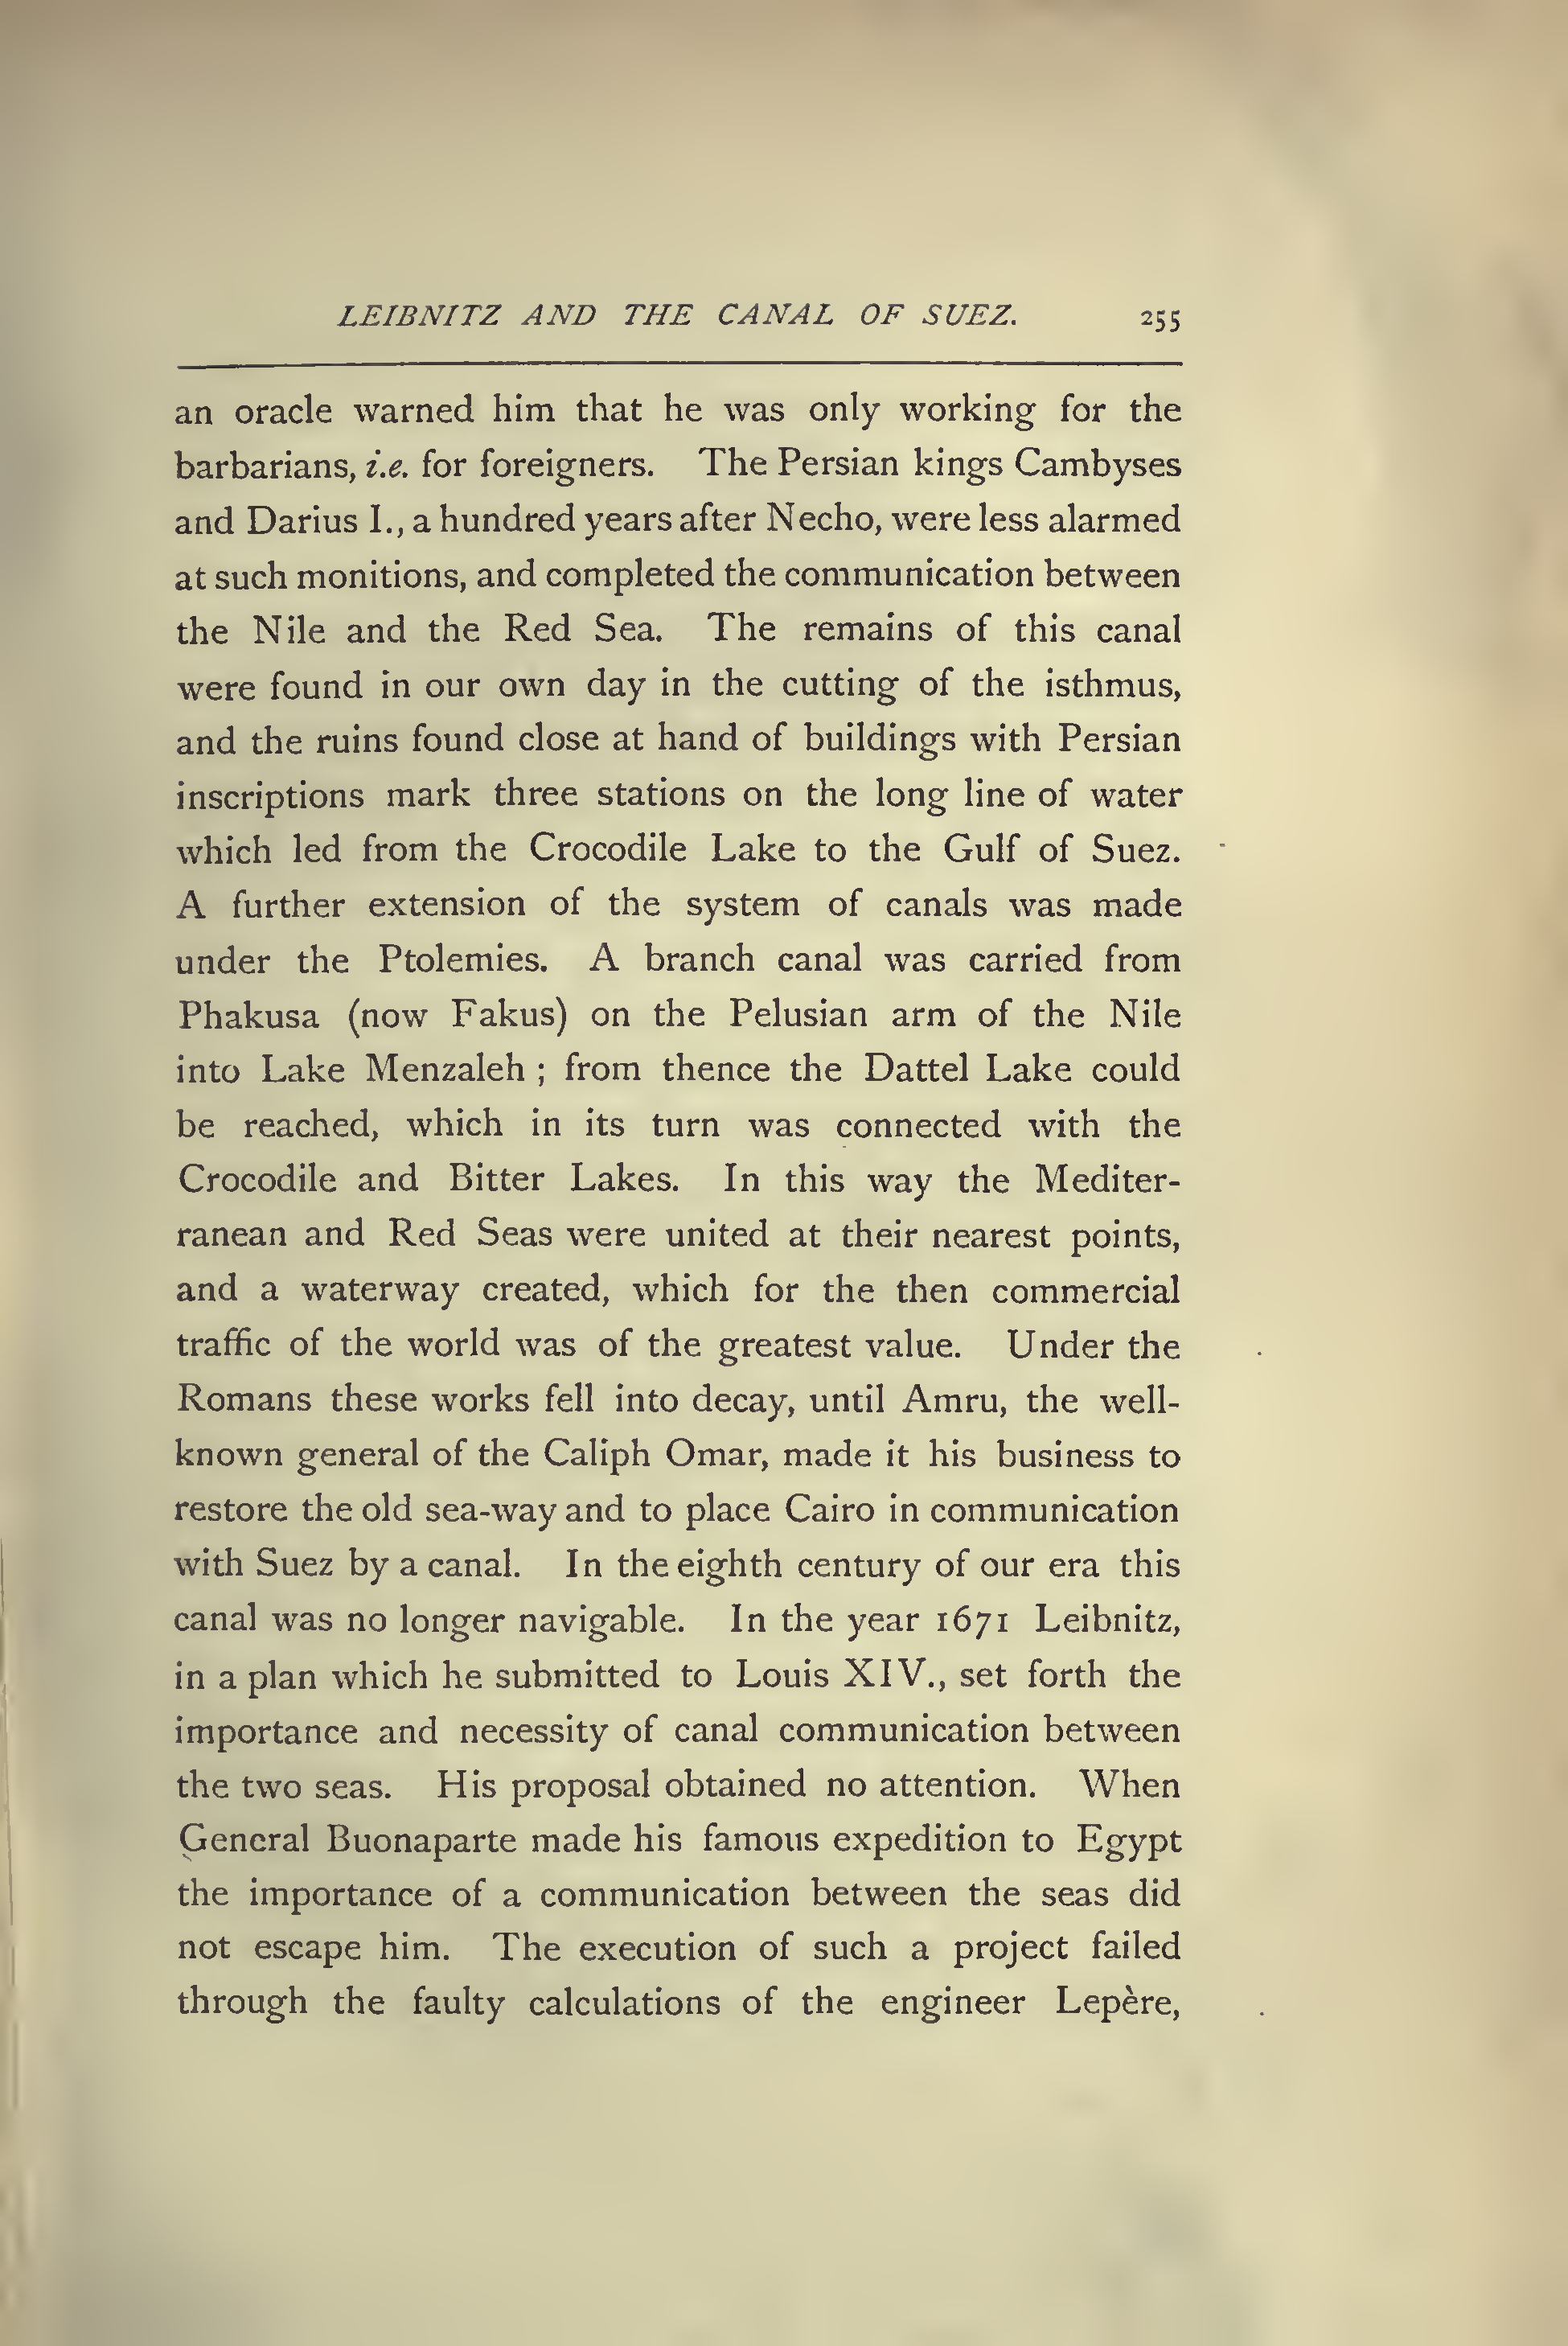 LEIBNITZ AND THE CANAL OF SUEZ. 255
an oracle warned him that he was only working for the
barbarians, i.e. for foreigners. The Persian kings Cambyses
and Darius I., a hundred years after Necho, were less alarmed
at such monitions, and completed the communication between
the Nile and the Red Sea. The remains of this canal
were found in our own day in the cutting of the isthmus,
and the ruins found close at hand of buildings with Persian
inscriptions mark three stations on the long line of water
which led from the Crocodile Lake to the Gulf of Suez.
A further extension of the system of canals was made
under the Ptolemies. A branch canal was carried from
Phakusa (now Fakus) on the Pelusian arm of the Nile
into Lake Menzaleh ; from thence the Dattel Lake could
be reached, which in its turn was connected with the
Crocodile and Bitter Lakes. In this way the Mediter-
ranean and Red Seas were united at their nearest points,
and a waterway created, which for the then commercial
traffic of the world was of the greatest value. Under the
Romans these works fell into decay, until Amru, the well-
known general of the Caliph Omar, made it his business to
restore the old sea-way and to place Cairo in communication
with Suez by a canal. In the eighth century of our era this
canal was no longer navigable. In the year 1671 Leibnitz,
in a plan which he submitted to Louis XIV., set forth the
importance and necessity of canal communication between
the two seas. His proposal obtained no attention. When
General Buonaparte made his famous expedition to Egypt
the importance of a communication between the seas did
not escape him. The execution of such a project failed
through the faulty calculations of the engineer Lepère,